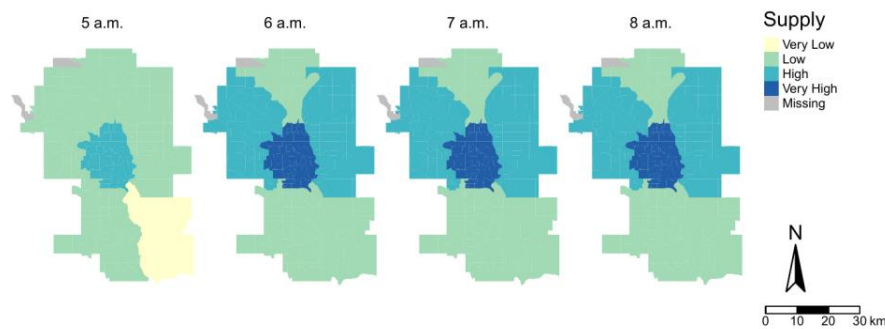 5 a.m.
6 a.m.
7 a.m.
8 a.m.
Supply
Very Low
Low
High
Very High
Missing
N
0 10 20 30 km